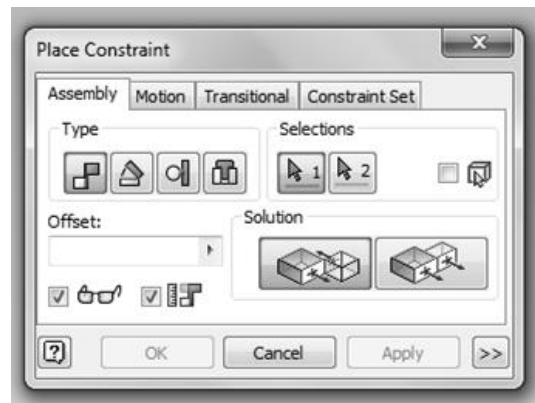 Place Constraint
Assembly Motion Transitional Constraint Set
Type Selections
1 2
Offset: Solution
? OK Cancel Apply >>